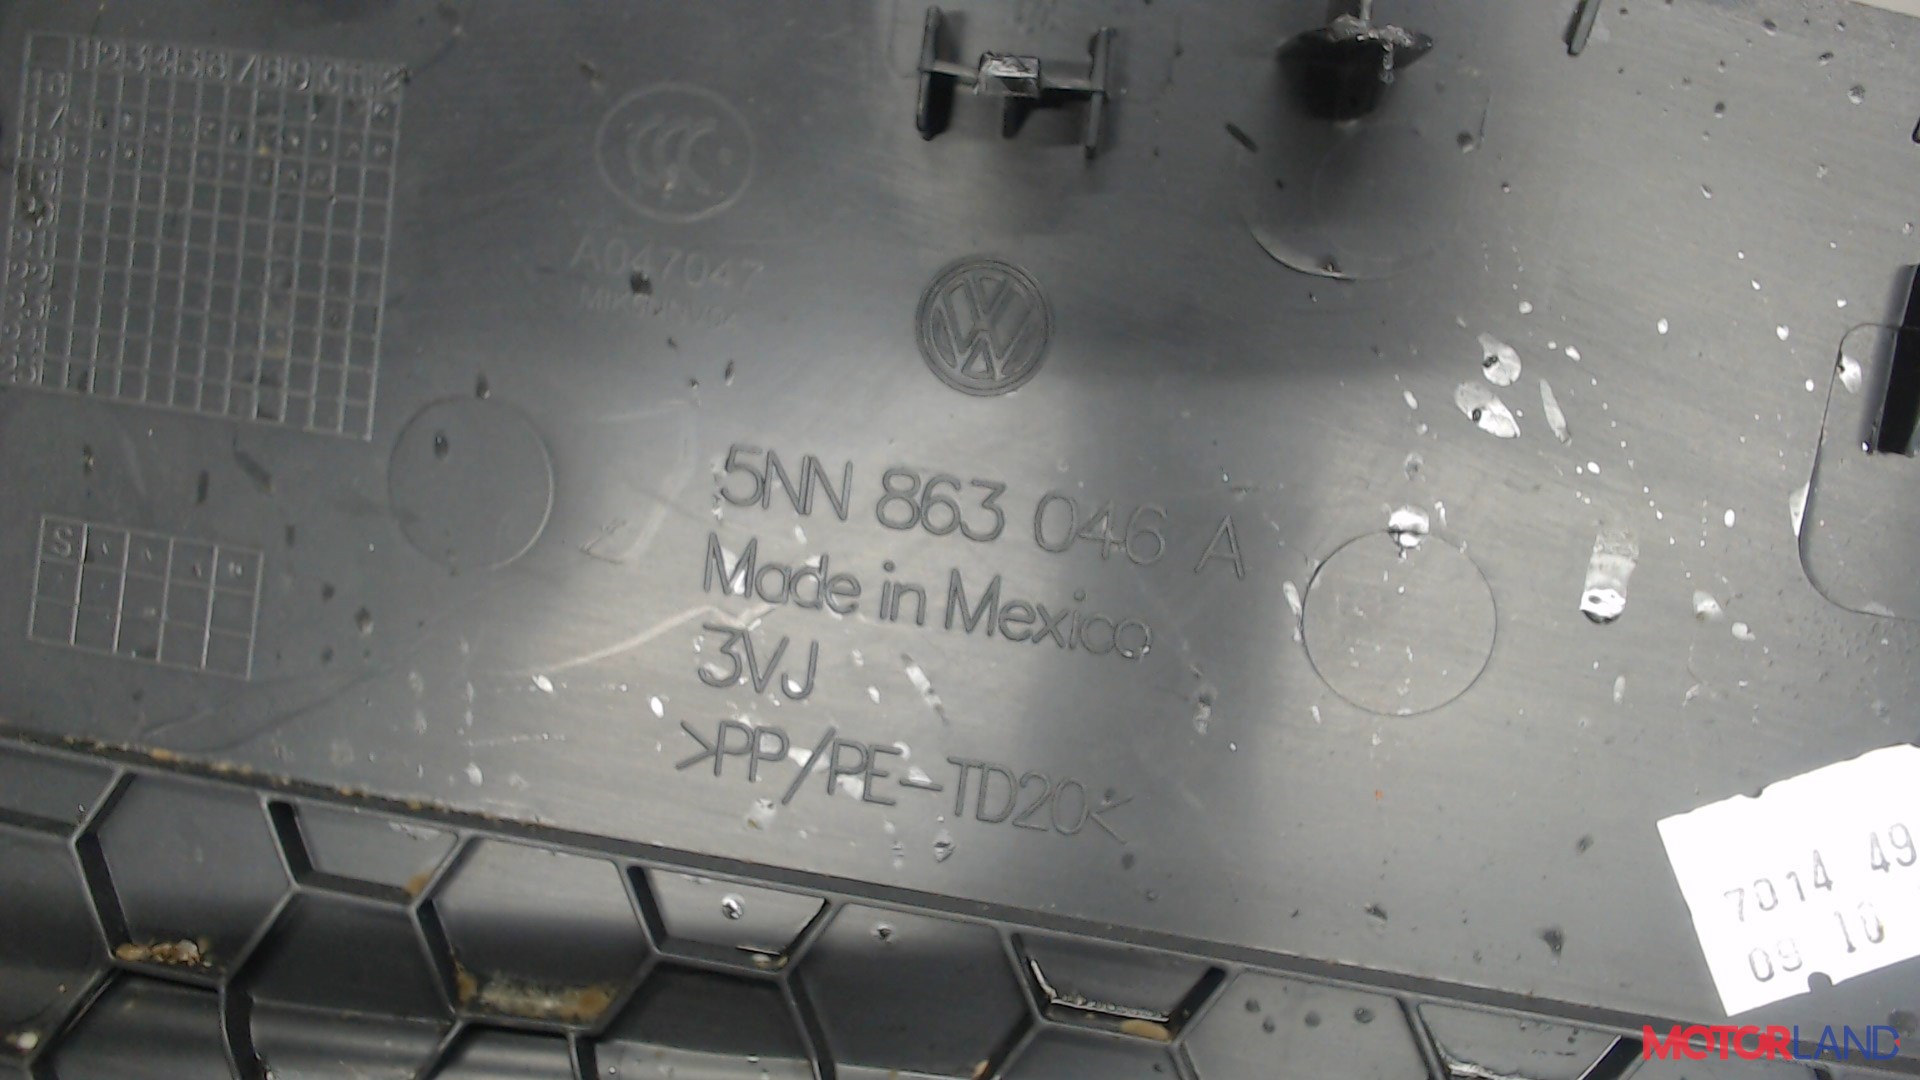 A047047
5NN 863 046 A
Made in Mexico
3VJ
>PP/PE-TD20<
S
7014 49
09 10
MOTORLAND